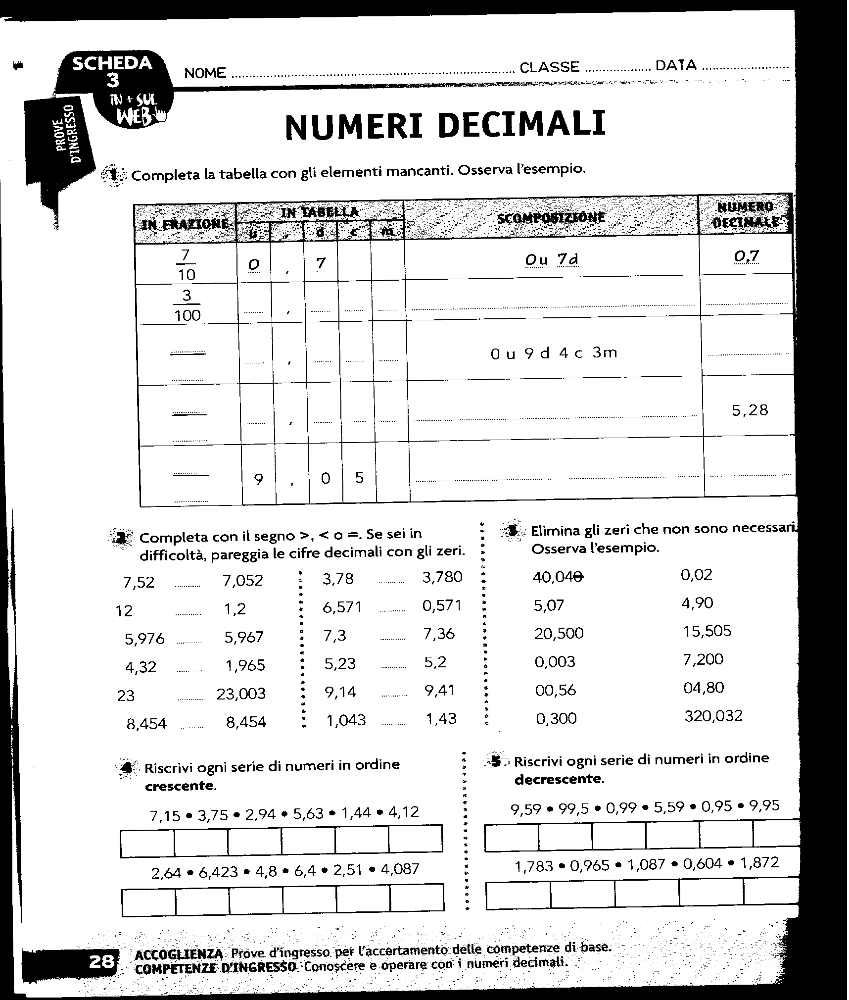 SCHEDA
3
IN + SUL
WEB
NOME ........ CLASSE ........ DATA ........
PROVE
D'INGRESSO
NUMERI DECIMALI
1 Completa la tabella con gli elementi mancanti. Osserva l'esempio.
IN FRAZIONE IN TABELLA SCOMPOSIZIONE NUMERO DECIMALE
u , d c m
7/10 0 , 7 0u 7d 0,7
3/100 ,
, 0 u 9 d 4 c 3m
, 5,28
9 , 0 5
2 Completa con il segno >, < o =. Se sei in
difficoltà, pareggia le cifre decimali con gli zeri.
7,52 ........ 7,052
12 ........ 1,2
5,976 ........ 5,967
4,32 ........ 1,965
23 ........ 23,003
8,454 ........ 8,454
3,78 ........ 3,780
6,571 ........ 0,571
7,3 ........ 7,36
5,23 ........ 5,2
9,14 ........ 9,41
1,043 ........ 1,43
3 Elimina gli zeri che non sono necessari.
Osserva l'esempio.
40,040 0,02
5,07 4,90
20,500 15,505
0,003 7,200
00,56 04,80
0,300 320,032
4 Riscrivi ogni serie di numeri in ordine
crescente.
7,15 • 3,75 • 2,94 • 5,63 • 1,44 • 4,12
2,64 • 6,423 • 4,8 • 6,4 • 2,51 • 4,087
5 Riscrivi ogni serie di numeri in ordine
decrescente.
9,59 • 99,5 • 0,99 • 5,59 • 0,95 • 9,95
1,783 • 0,965 • 1,087 • 0,604 • 1,872
28
ACCOGLIENZA Prove d'ingresso per l'accertamento delle competenze di base.
COMPETENZE D'INGRESSO Conoscere e operare con i numeri decimali.